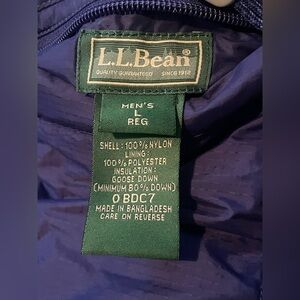 L.L.Bean
QUALITY GUARANTEED SINCE 1912
MEN'S
L
REG
SHELL: 100% NYLON
LINING:
100% POLYESTER
INSULATION:
GOOSE DOWN
(MINIMUM 80% DOWN)
0 BDC7
MADE IN BANGLADESH
CARE ON REVERSE